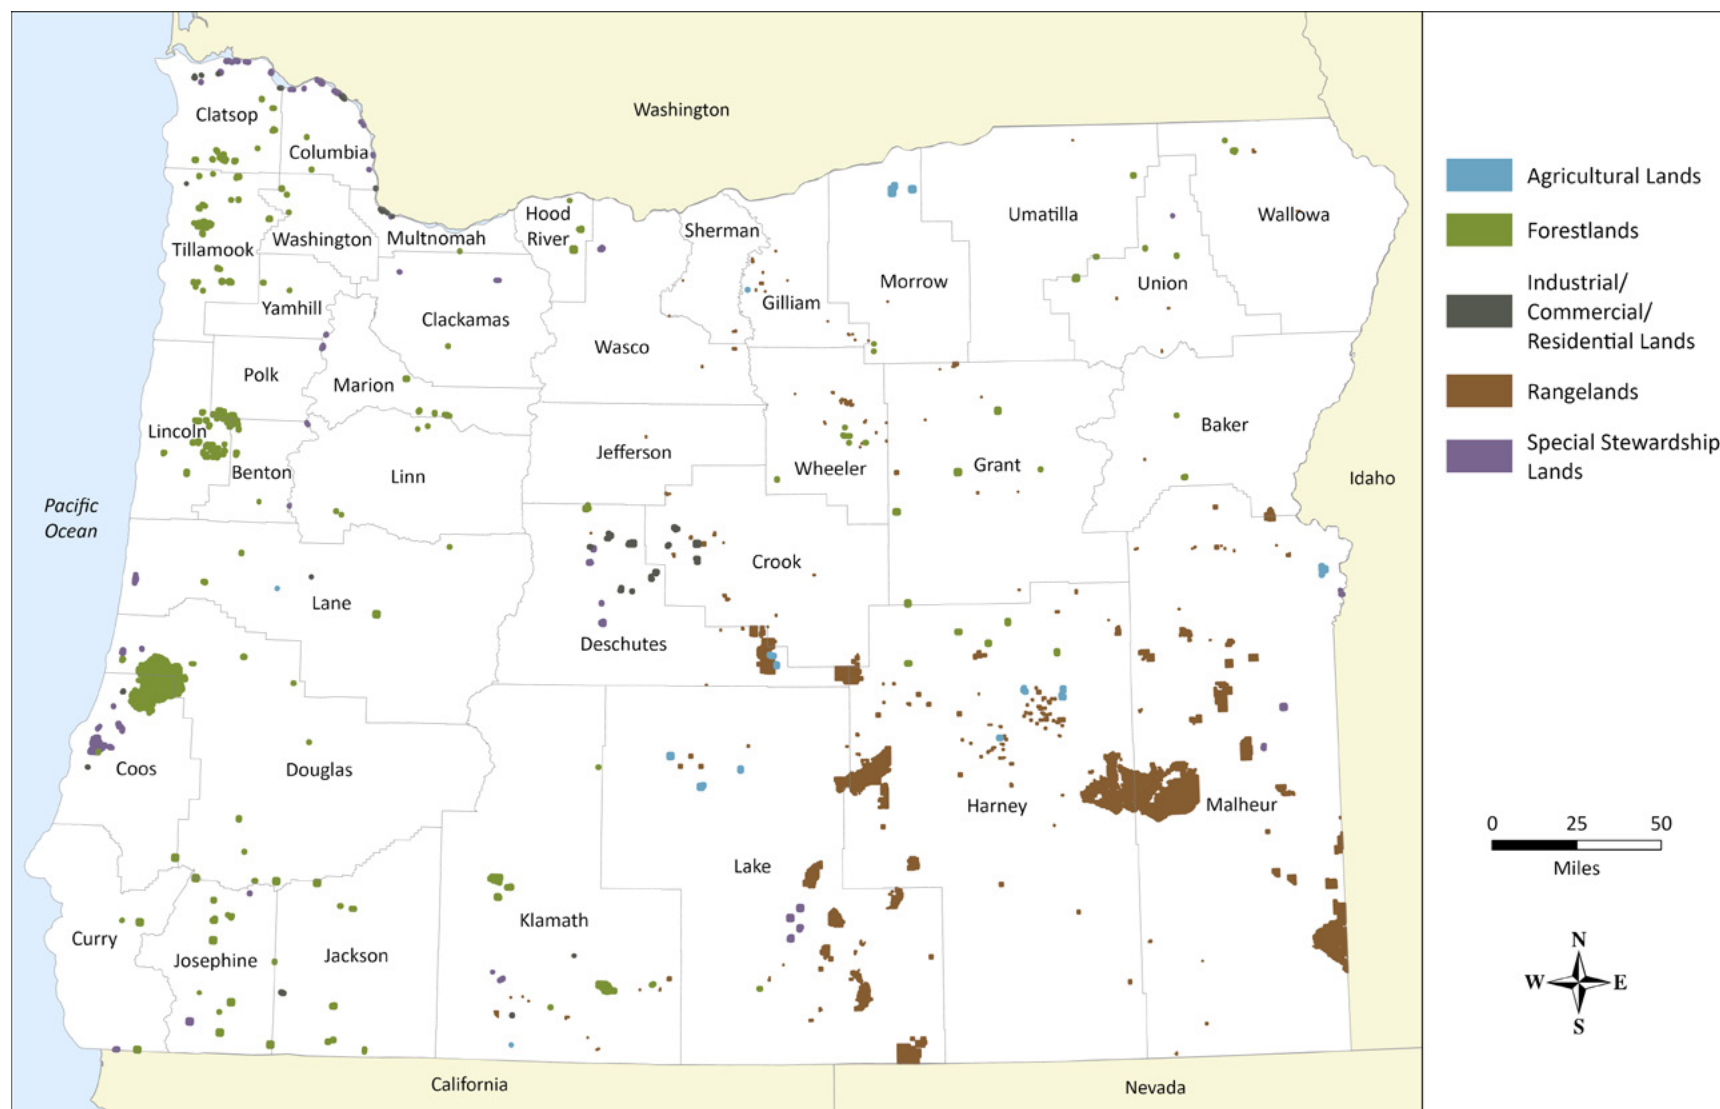 Washington
Clatsop
Columbia
Hood
River
Sherman
Umatilla
Wallowa
Tillamook
Washington
Multnomah
Yamhill
Clackamas
Gilliam
Morrow
Union
Wasco
Polk
Marion
Lincoln
Jefferson
Wheeler
Grant
Baker
Benton
Linn
Idaho
Pacific
Ocean
Crook
Lane
Deschutes
Coos
Douglas
Harney
Malheur
Lake
Klamath
Curry
Josephine
Jackson
California
Nevada
Agricultural Lands
Forestlands
Industrial/
Commercial/
Residential Lands
Rangelands
Special Stewardship
Lands
0 25 50
Miles
N
W E
S